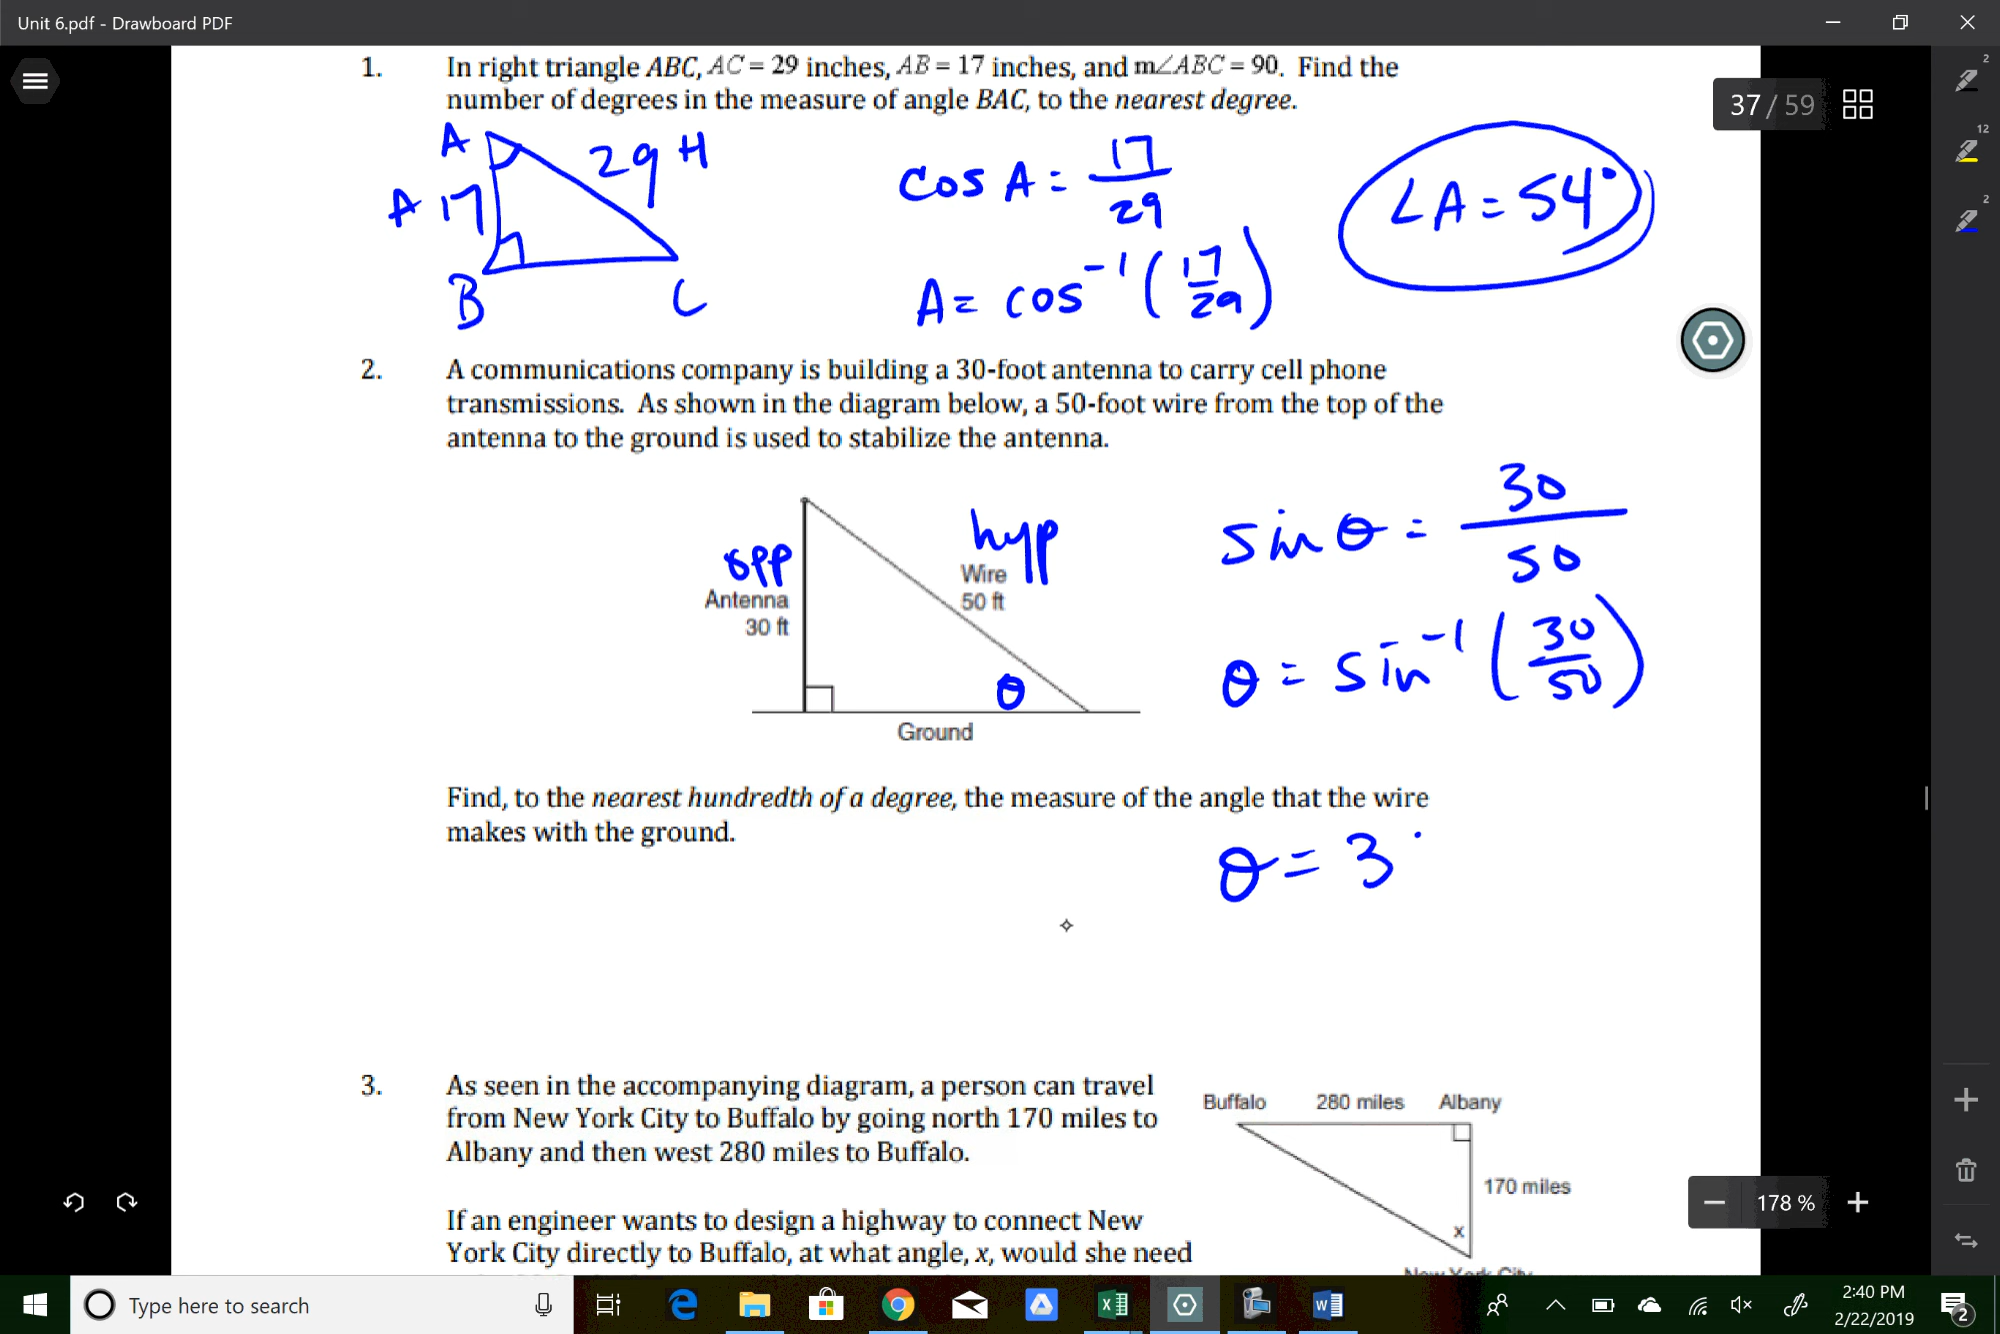 Unit 6.pdf - Drawboard PDF
37 / 59
2
12
2
1. In right triangle ABC, AC = 29 inches, AB = 17 inches, and m∠ABC = 90. Find the
number of degrees in the measure of angle BAC, to the nearest degree.
A
29 H
A 17
B
C
cos A = 17/29
A = cos⁻¹(17/29)
∠A = 54°
2. A communications company is building a 30-foot antenna to carry cell phone
transmissions. As shown in the diagram below, a 50-foot wire from the top of the
antenna to the ground is used to stabilize the antenna.
opp
Antenna
30 ft
hyp
Wire
50 ft
θ
Ground
sin θ = 30/50
θ = sin⁻¹(30/50)
Find, to the nearest hundredth of a degree, the measure of the angle that the wire
makes with the ground.
θ = 3
3. As seen in the accompanying diagram, a person can travel
from New York City to Buffalo by going north 170 miles to
Albany and then west 280 miles to Buffalo.
Buffalo 280 miles Albany
170 miles
x
New York City
If an engineer wants to design a highway to connect New
York City directly to Buffalo, at what angle, x, would she need
178 %
Type here to search
2:40 PM
2/22/2019
2